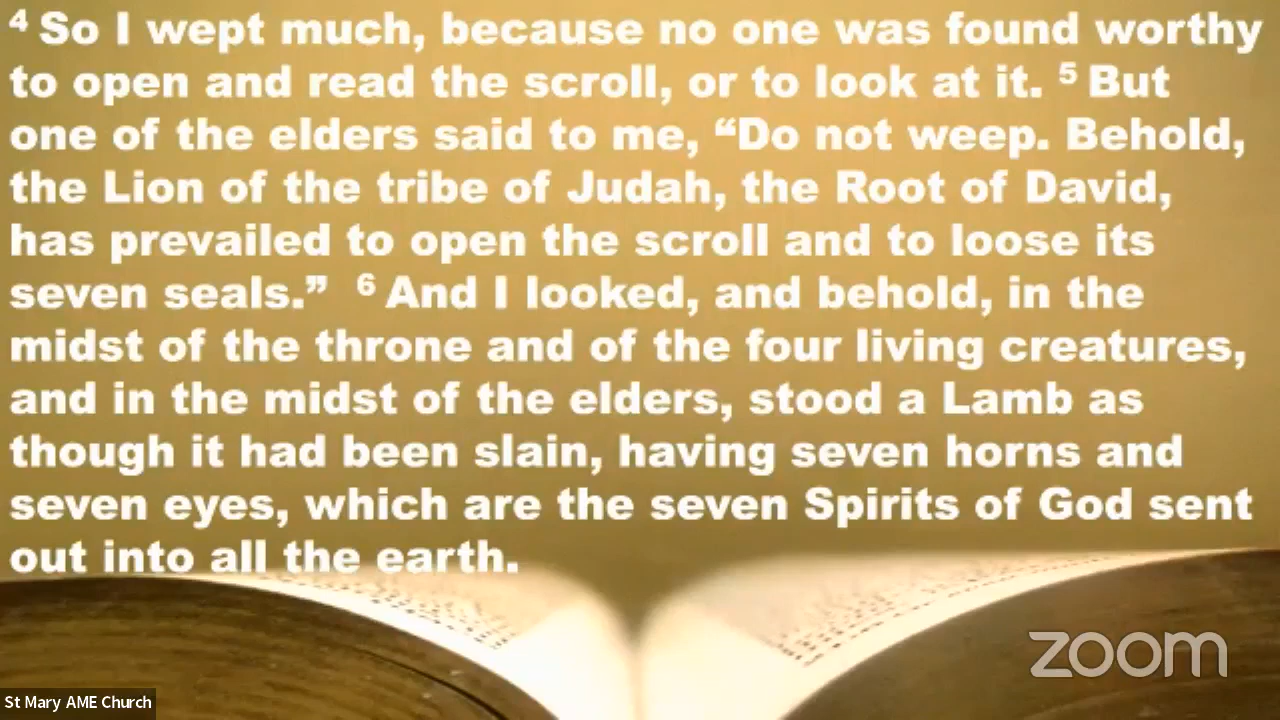 4 So I wept much, because no one was found worthy
to open and read the scroll, or to look at it. 5 But
one of the elders said to me, “Do not weep. Behold,
the Lion of the tribe of Judah, the Root of David,
has prevailed to open the scroll and to loose its
seven seals.” 6 And I looked, and behold, in the
midst of the throne and of the four living creatures,
and in the midst of the elders, stood a Lamb as
though it had been slain, having seven horns and
seven eyes, which are the seven Spirits of God sent
out into all the earth.
zoom
St Mary AME Church